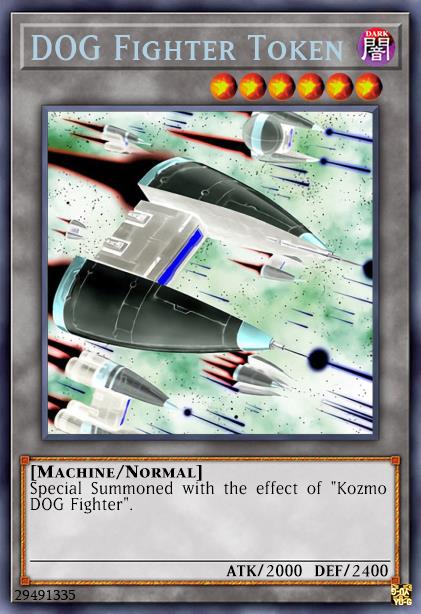 DOG Fighter Token
DARK
闇
[Machine/Normal]
Special Summoned with the effect of "Kozmo
DOG Fighter".
ATK/2000 DEF/2400
29491335